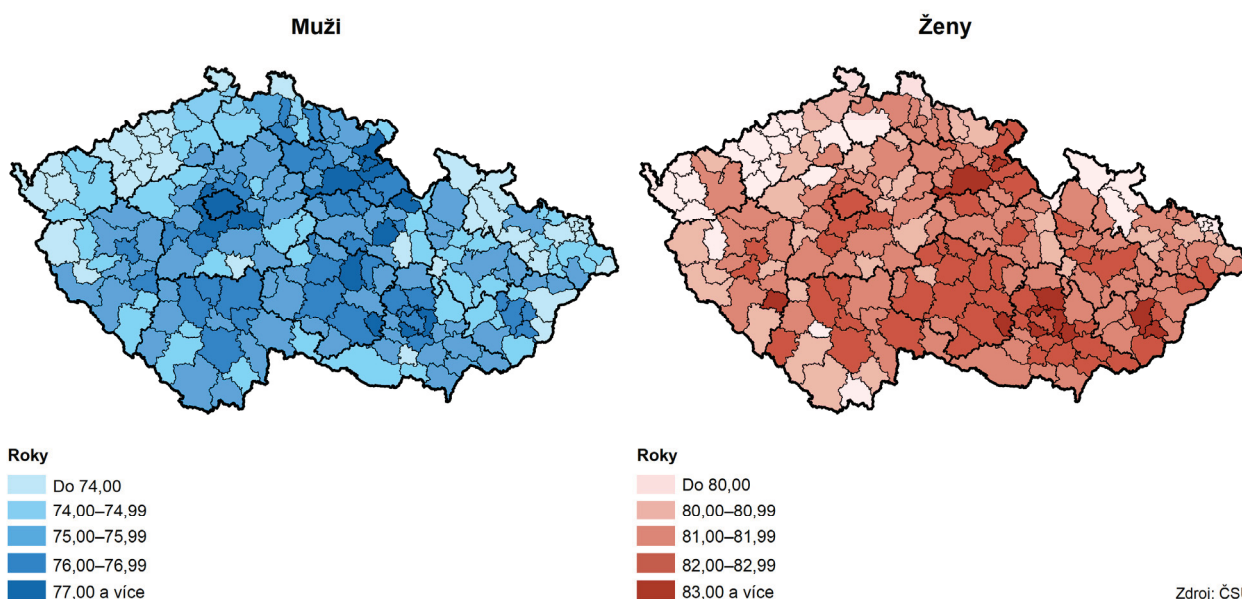 Muži
Ženy
Roky
Do 74,00
74,00–74,99
75,00–75,99
76,00–76,99
77,00 a více
Roky
Do 80,00
80,00–80,99
81,00–81,99
82,00–82,99
83,00 a více
Zdroj: ČSÚ